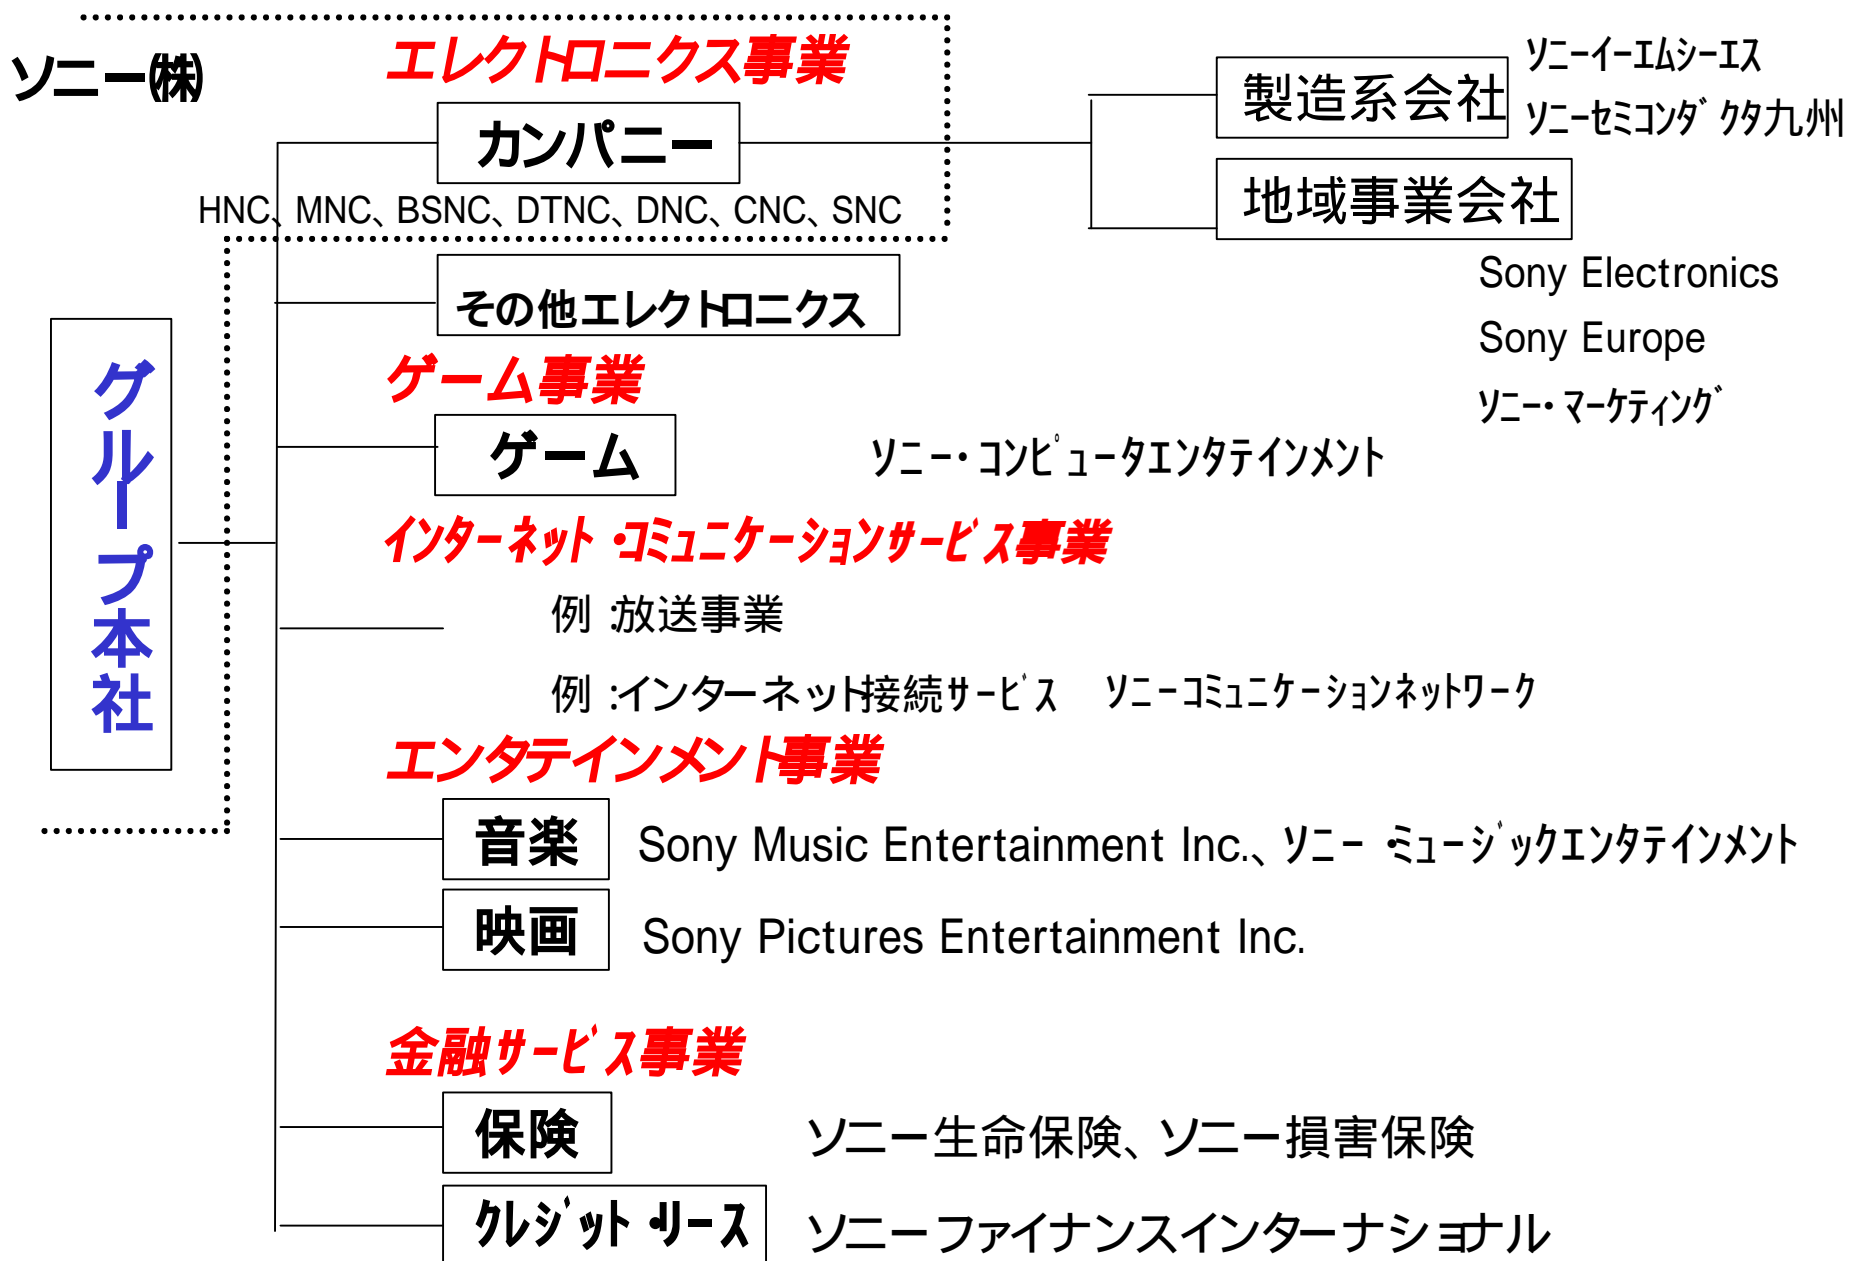 ソニー㈱
エレクトロニクス事業
カンパニー
HNC、MNC、BSNC、DTNC、DNC、CNC、SNC
製造系会社
ソニーイーエムシーエス
ソニーセミコンダクタ九州
地域事業会社
Sony Electronics
Sony Europe
ソニー・マーケティング
その他エレクトロニクス
グループ本社
ゲーム事業
ゲーム ソニー・コンピュータエンタテインメント
インターネット・コミュニケーションサービス事業
例:放送事業
例:インターネット接続サービス ソニーコミュニケーションネットワーク
エンタテインメント事業
音楽 Sony Music Entertainment Inc.、ソニー・ミュージックエンタテインメント
映画 Sony Pictures Entertainment Inc.
金融サービス事業
保険 ソニー生命保険、ソニー損害保険
クレジット・リース ソニーファイナンスインターナショナル